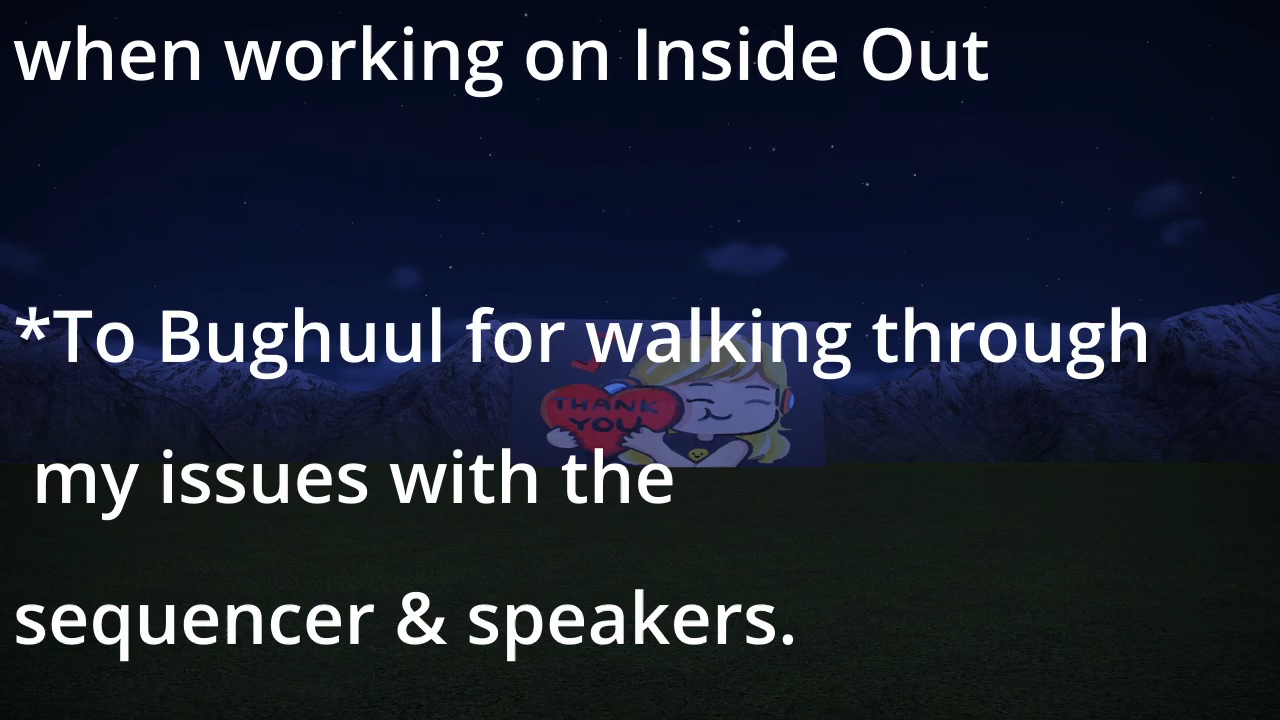 when working on Inside Out
*To Bughuul for walking through
THANK
YOU
my issues with the
sequencer & speakers.